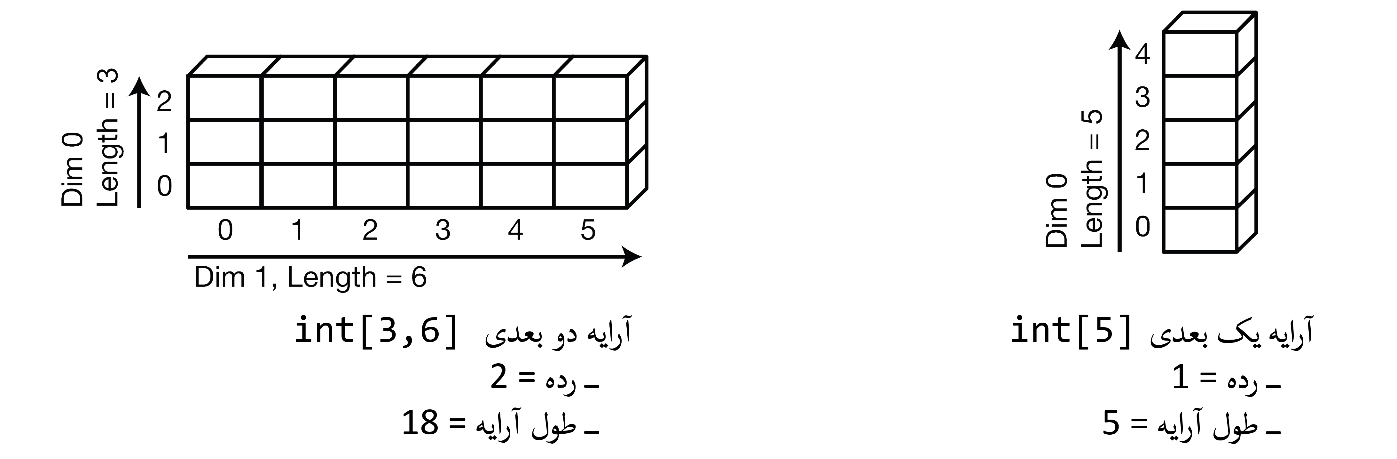 Dim 0
Length = 3
2
1
0
0 1 2 3 4 5
Dim 1, Length = 6
آرایه دو بعدی int[3,6]
– رده = 2
– طول آرایه = 18
Dim 0
Length = 5
4
3
2
1
0
آرایه یک بعدی int[5]
– رده = 1
– طول آرایه = 5